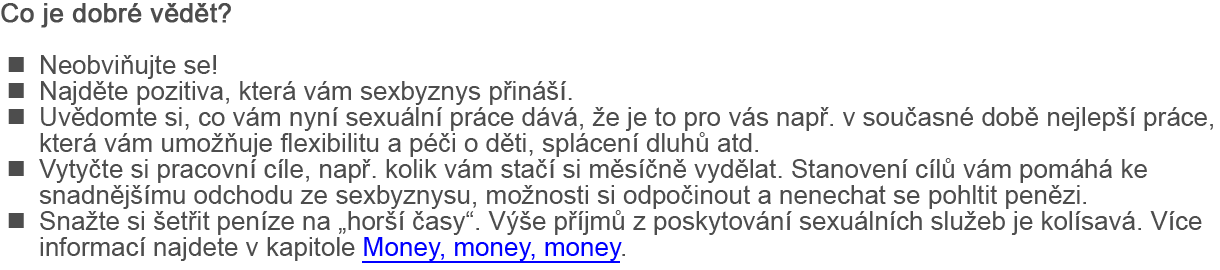 Co je dobré vědět?
■ Neobviňujte se!
■ Najděte pozitiva, která vám sexbyznys přináší.
■ Uvědomte si, co vám nyní sexuální práce dává, že je to pro vás např. v současné době nejlepší práce,
která vám umožňuje flexibilitu a péči o děti, splácení dluhů atd.
■ Vytyčte si pracovní cíle, např. kolik vám stačí si měsíčně vydělat. Stanovení cílů vám pomáhá ke
snadnějšímu odchodu ze sexbyznysu, možnosti si odpočinout a nenechat se pohltit penězi.
■ Snažte si šetřit peníze na „horší časy“. Výše příjmů z poskytování sexuálních služeb je kolísavá. Více
informací najdete v kapitole Money, money, money.